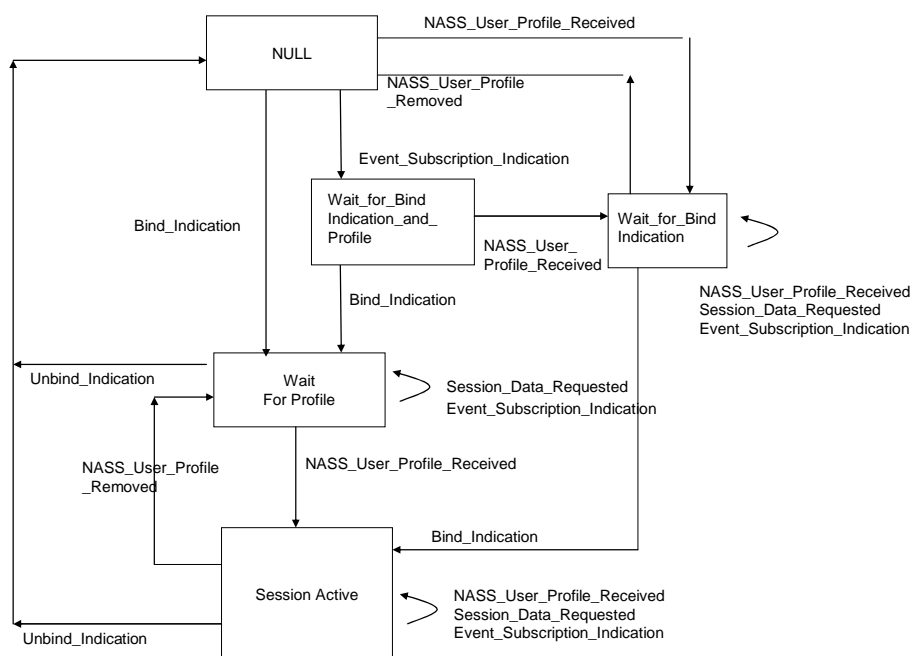 NASS_User_Profile_Received
NULL
NASS_User_Profile
_Removed
Event_Subscription_Indication
Wait_for_Bind
Indication_and_
Profile
Wait_for_Bind
Indication
Bind_Indication
NASS_User_
Profile_Received
Bind_Indication
NASS_User_Profile_Received
Session_Data_Requested
Event_Subscription_Indication
Unbind_Indication
Wait
For Profile
Session_Data_Requested
Event_Subscription_Indication
NASS_User_Profile
_Removed
NASS_User_Profile_Received
Bind_Indication
Session Active
NASS_User_Profile_Received
Session_Data_Requested
Event_Subscription_Indication
Unbind_Indication